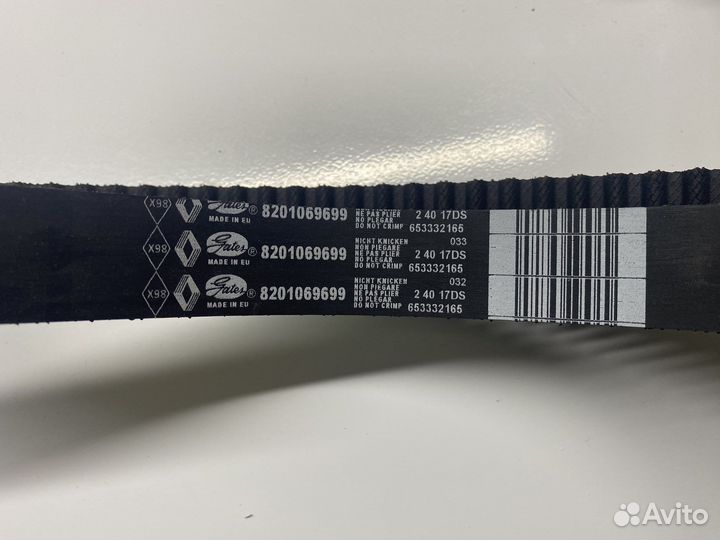 X98 Gates® 8201069699 NE PAS PLIER 2 40 17DS
MADE IN EU NO PLEGAR
DO NOT CRIMP 653332165
NICHT KNICKEN 033
X98 Gates® 8201069699 NON PIEGARE
NE PAS PLIER 2 40 17DS
MADE IN EU NO PLEGAR
DO NOT CRIMP 653332165
NICHT KNICKEN 032
X98 Gates® 8201069699 NON PIEGARE
NE PAS PLIER 2 40 17DS
MADE IN EU NO PLEGAR
DO NOT CRIMP 653332165
Avito